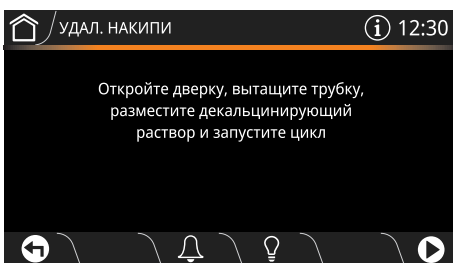 УДАЛ. НАКИПИ
12:30
Откройте дверку, вытащите трубку,
разместите декальцинирующий
раствор и запустите цикл